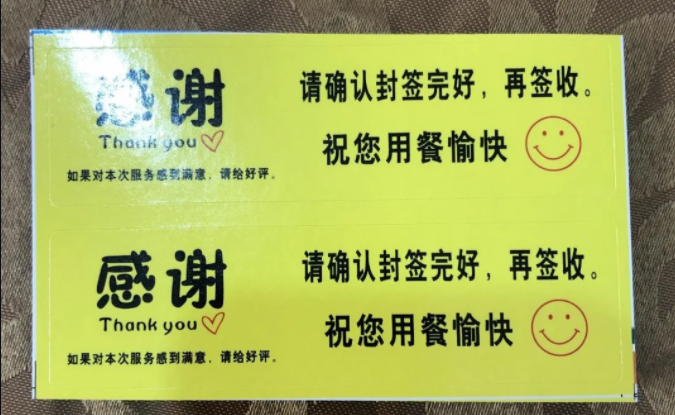 感谢
Thank you
如果对本次服务感到满意，请给好评。
请确认封签完好，再签收。
祝您用餐愉快
感谢
Thank you
如果对本次服务感到满意，请给好评。
请确认封签完好，再签收。
祝您用餐愉快